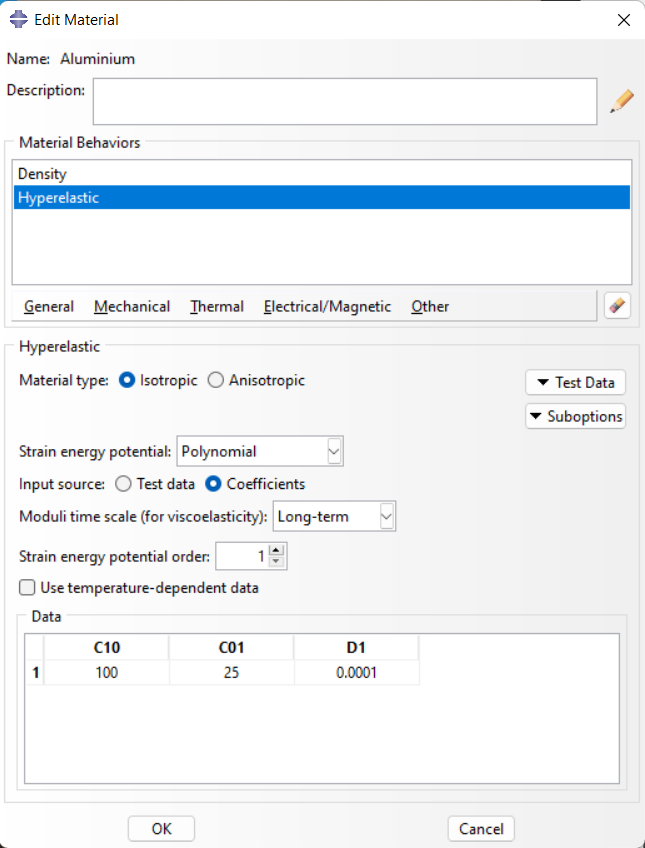 Edit Material
Name: Aluminium
Description:
Material Behaviors
Density
Hyperelastic
General Mechanical Thermal Electrical/Magnetic Other
Hyperelastic
Material type: Isotropic Anisotropic
Test Data
Suboptions
Strain energy potential: Polynomial
Input source: Test data Coefficients
Moduli time scale (for viscoelasticity): Long-term
Strain energy potential order: 1
Use temperature-dependent data
Data
C10 C01 D1
1 100 25 0.0001
OK Cancel